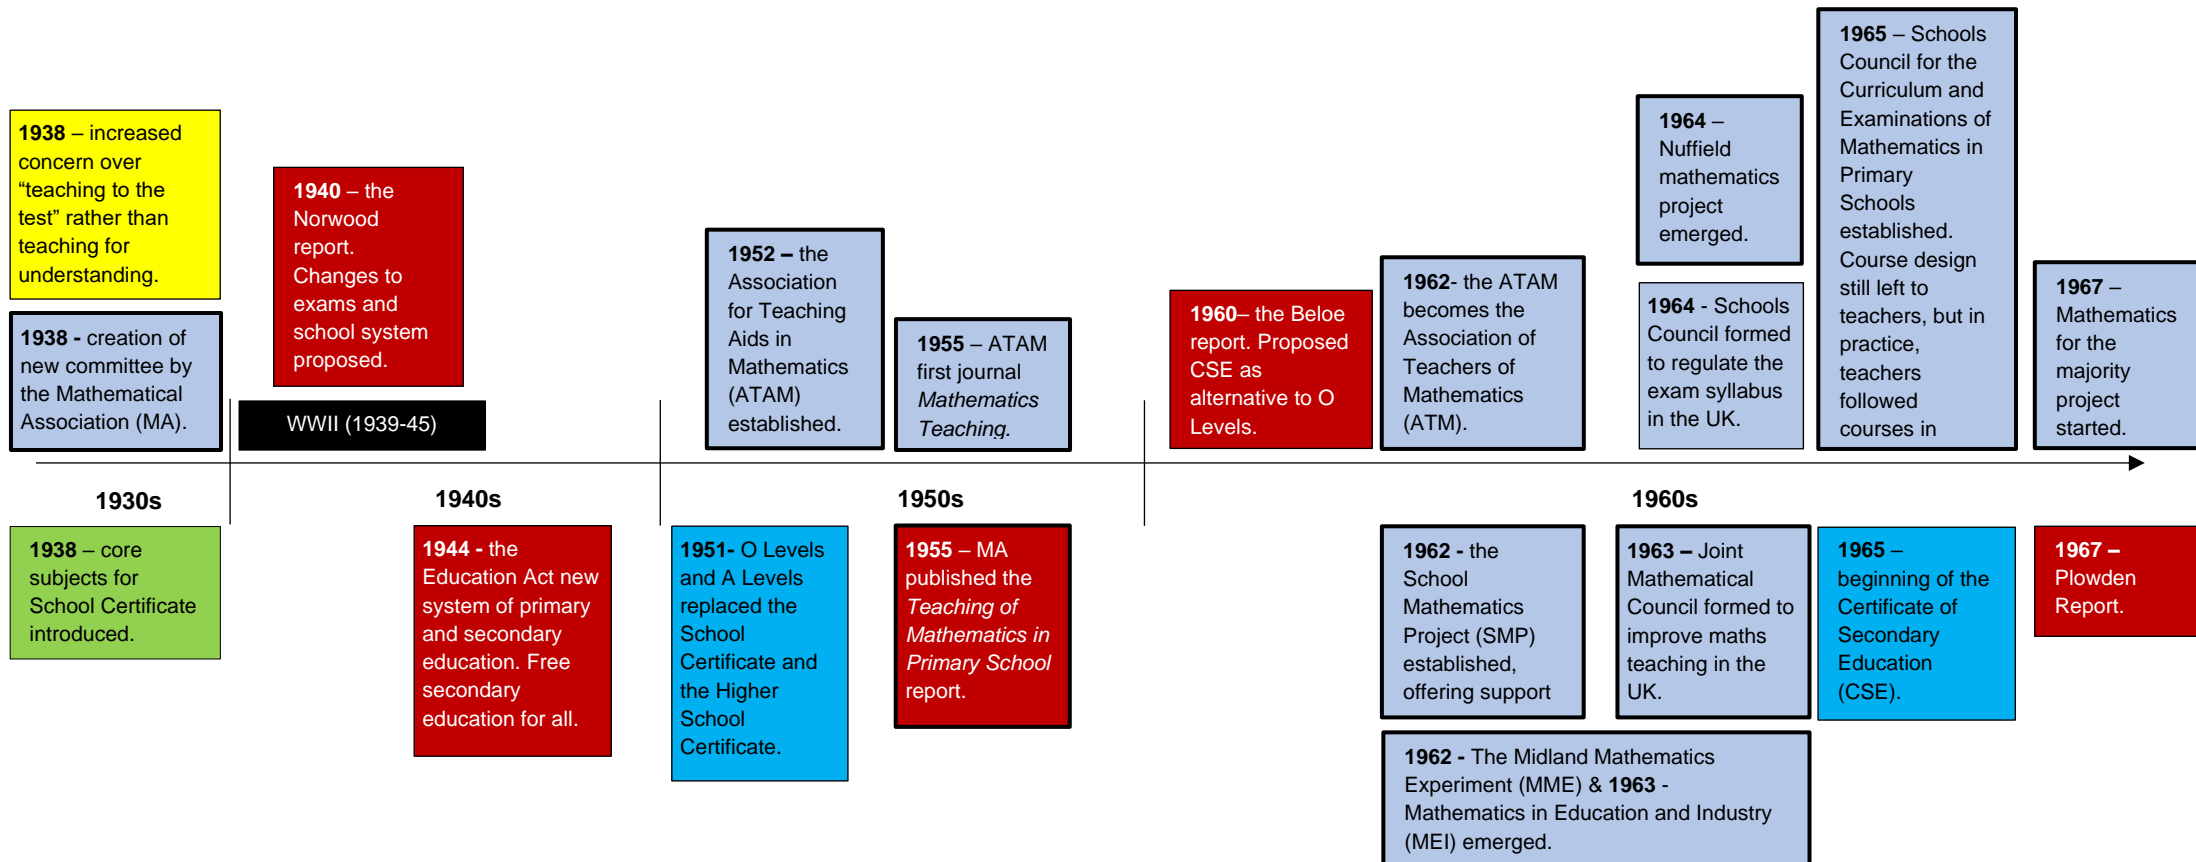 1938 – increased
concern over
“teaching to the
test” rather than
teaching for
understanding.
1938 - creation of
new committee by
the Mathematical
Association (MA).
1940 – the
Norwood
report.
Changes to
exams and
school system
proposed.
WWII (1939-45)
1952 – the
Association
for Teaching
Aids in
Mathematics
(ATAM)
established.
1955 – ATAM
first journal
Mathematics
Teaching.
1960– the Beloe
report. Proposed
CSE as
alternative to O
Levels.
1962- the ATAM
becomes the
Association of
Teachers of
Mathematics
(ATM).
1964 –
Nuffield
mathematics
project
emerged.
1964 - Schools
Council formed
to regulate the
exam syllabus
in the UK.
1965 – Schools
Council for the
Curriculum and
Examinations of
Mathematics in
Primary
Schools
established.
Course design
still left to
teachers, but in
practice,
teachers
followed
courses in
1967 –
Mathematics
for the
majority
project
started.
1930s
1940s
1950s
1960s
1938 – core
subjects for
School Certificate
introduced.
1944 - the
Education Act new
system of primary
and secondary
education. Free
secondary
education for all.
1951- O Levels
and A Levels
replaced the
School
Certificate and
the Higher
School
Certificate.
1955 – MA
published the
Teaching of
Mathematics in
Primary School
report.
1962 - the
School
Mathematics
Project (SMP)
established,
offering support
1963 – Joint
Mathematical
Council formed to
improve maths
teaching in the
UK.
1965 –
beginning of the
Certificate of
Secondary
Education
(CSE).
1967 –
Plowden
Report.
1962 - The Midland Mathematics
Experiment (MME) & 1963 -
Mathematics in Education and Industry
(MEI) emerged.